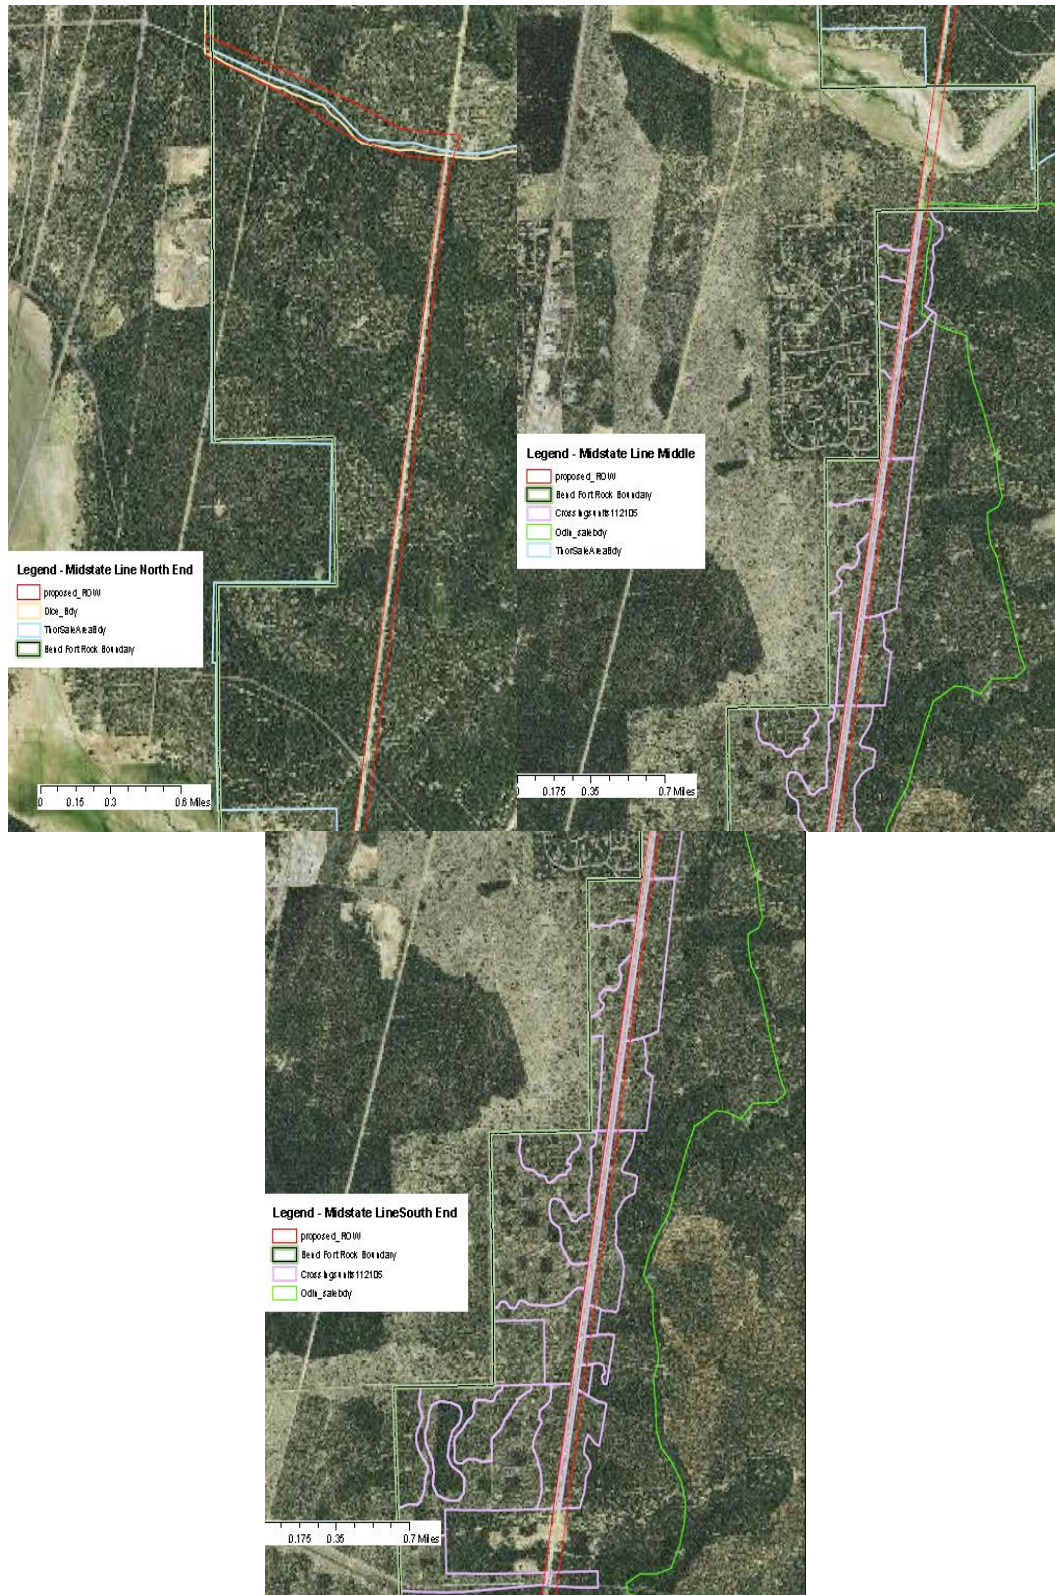 Legend - Midstate Line North End
proposed_ROW
Dice_Bdy
ThorSaleAreaBdy
Bend Fort Rock Boundary
0 0.15 0.3 0.6 Miles
Legend - Midstate Line Middle
proposed_ROW
Bend Fort Rock Boundary
Crossingsunits112105
Odin_salebdy
ThorSaleAreaBdy
0 0.175 0.35 0.7 Miles
Legend - Midstate LineSouth End
proposed_ROW
Bend Fort Rock Boundary
Crossingsunits112105
Odin_salebdy
0.175 0.35 0.7 Miles